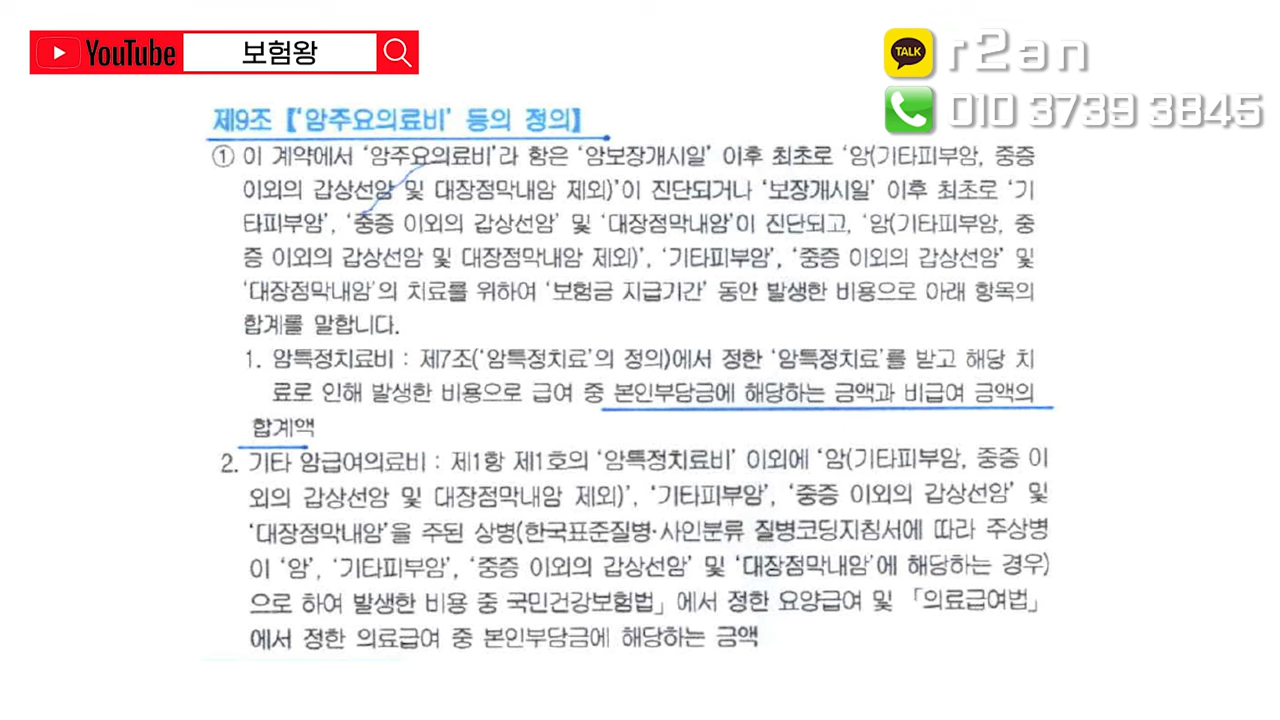 YouTube 보험왕
TALK r2an
010 3739 3845
제9조 【‘암주요의료비’ 등의 정의】
① 이 계약에서 ‘암주요의료비’라 함은 ‘암보장개시일’ 이후 최초로 ‘암(기타피부암, 중증
이외의 갑상선암 및 대장점막내암 제외)’이 진단되거나 ‘보장개시일’ 이후 최초로 ‘기
타피부암’, ‘중증 이외의 갑상선암’ 및 ‘대장점막내암’이 진단되고, ‘암(기타피부암, 중
증 이외의 갑상선암 및 대장점막내암 제외)’, ‘기타피부암’, ‘중증 이외의 갑상선암’ 및
‘대장점막내암’의 치료를 위하여 ‘보험금 지급기간’ 동안 발생한 비용으로 아래 항목의
합계를 말합니다.
1. 암특정치료비 : 제7조(‘암특정치료’의 정의)에서 정한 ‘암특정치료’를 받고 해당 치
료로 인해 발생한 비용으로 급여 중 본인부담금에 해당하는 금액과 비급여 금액의
합계액
2. 기타 암급여의료비 : 제1항 제1호의 ‘암특정치료비’ 이외에 ‘암(기타피부암, 중증 이
외의 갑상선암 및 대장점막내암 제외)’, ‘기타피부암’, ‘중증 이외의 갑상선암’ 및
‘대장점막내암’을 주된 상병(한국표준질병·사인분류 질병코딩지침서에 따라 주상병
이 ‘암’, ‘기타피부암’, ‘중증 이외의 갑상선암’ 및 ‘대장점막내암’에 해당하는 경우)
으로 하여 발생한 비용 중 국민건강보험법」에서 정한 요양급여 및 「의료급여법」
에서 정한 의료급여 중 본인부담금에 해당하는 금액